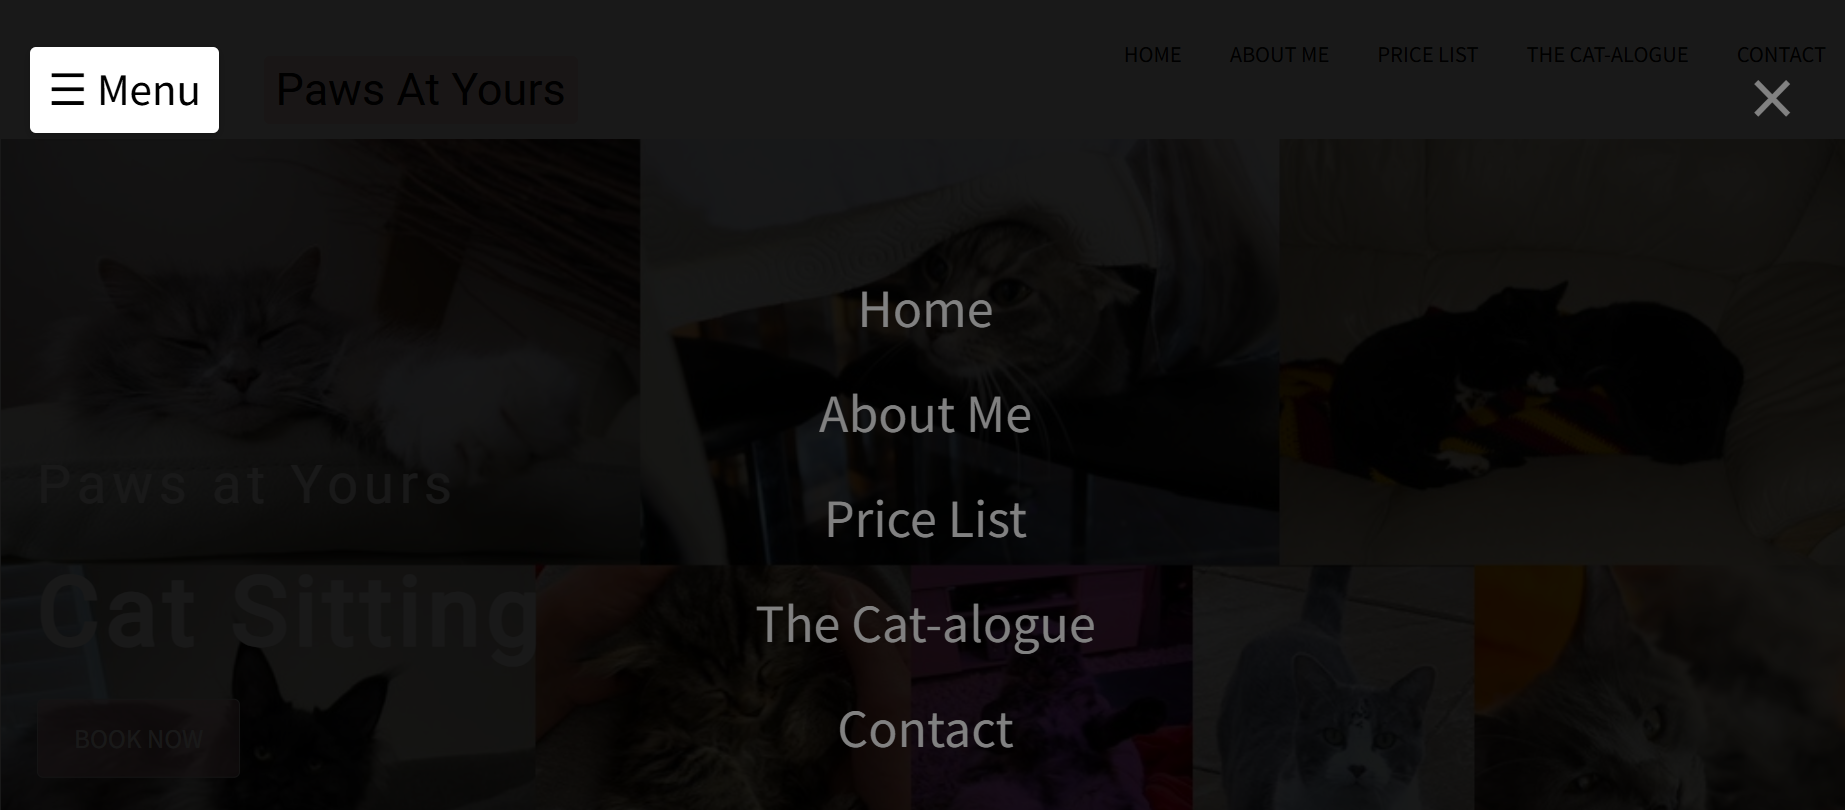 ☰ Menu
Paws At Yours
HOME ABOUT ME PRICE LIST THE CAT-ALOGUE CONTACT
×
Home
About Me
Price List
Paws at Yours
The Cat-alogue
Cat Sitting
Contact
BOOK NOW